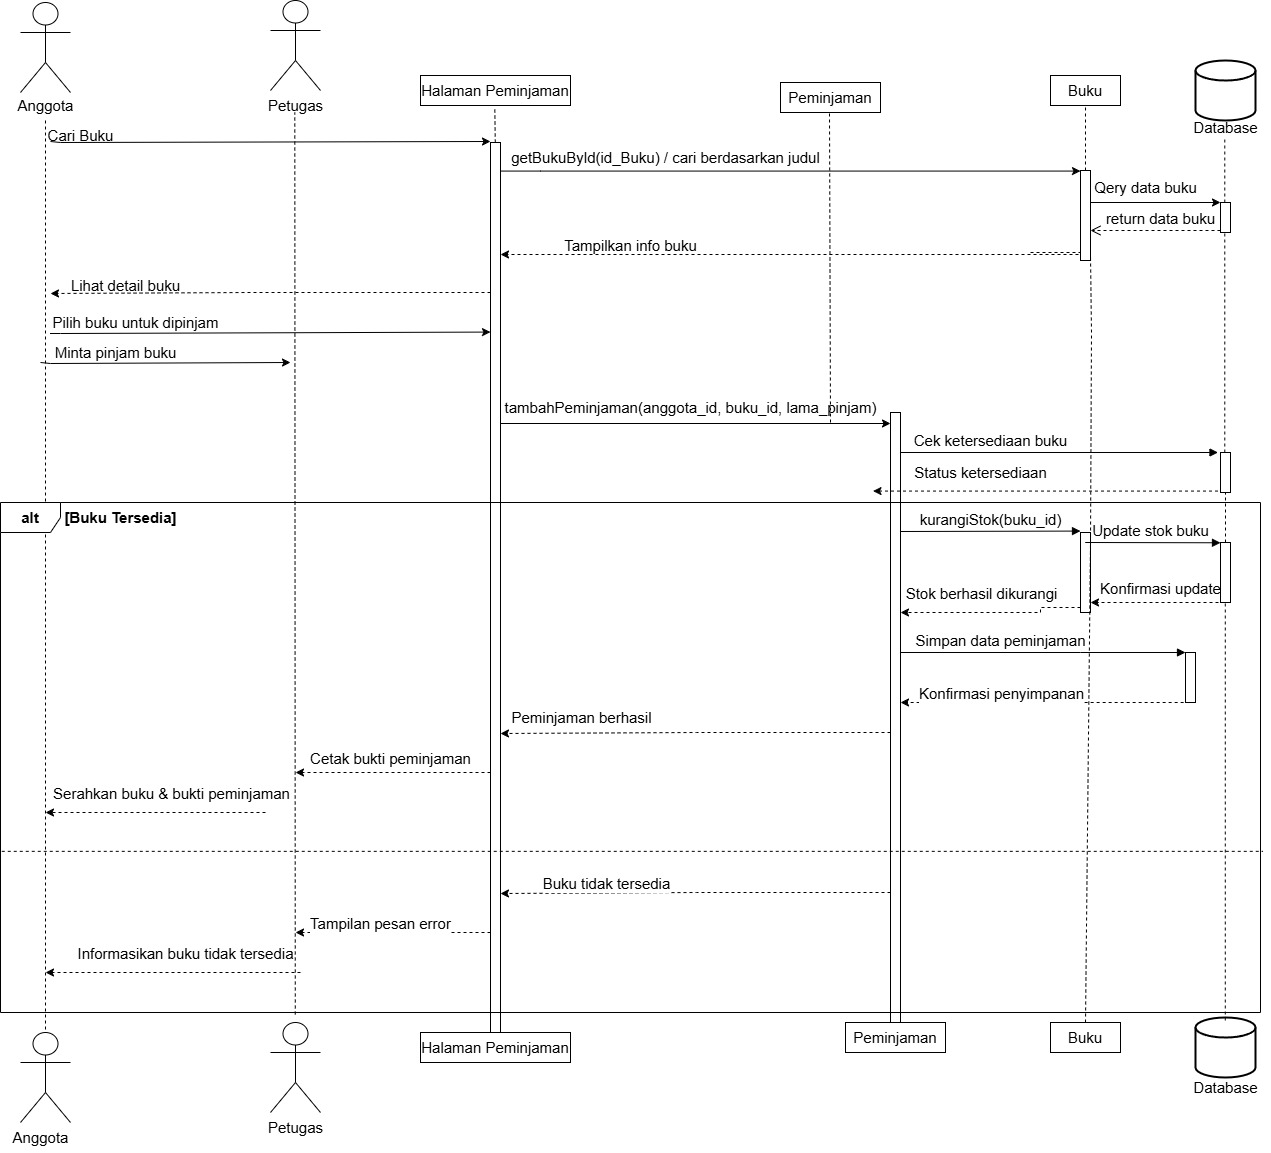 Anggota
Petugas
Halaman Peminjaman
Peminjaman
Buku
Database
Cari Buku
getBukuById(id_Buku) / cari berdasarkan judul
Qery data buku
return data buku
Tampilkan info buku
Lihat detail buku
Pilih buku untuk dipinjam
Minta pinjam buku
tambahPeminjaman(anggota_id, buku_id, lama_pinjam)
Cek ketersediaan buku
Status ketersediaan
alt
[Buku Tersedia]
kurangiStok(buku_id)
Update stok buku
Konfirmasi update
Stok berhasil dikurangi
Simpan data peminjaman
Konfirmasi penyimpanan
Peminjaman berhasil
Cetak bukti peminjaman
Serahkan buku & bukti peminjaman
Buku tidak tersedia
Tampilan pesan error
Informasikan buku tidak tersedia
Anggota
Petugas
Halaman Peminjaman
Peminjaman
Buku
Database